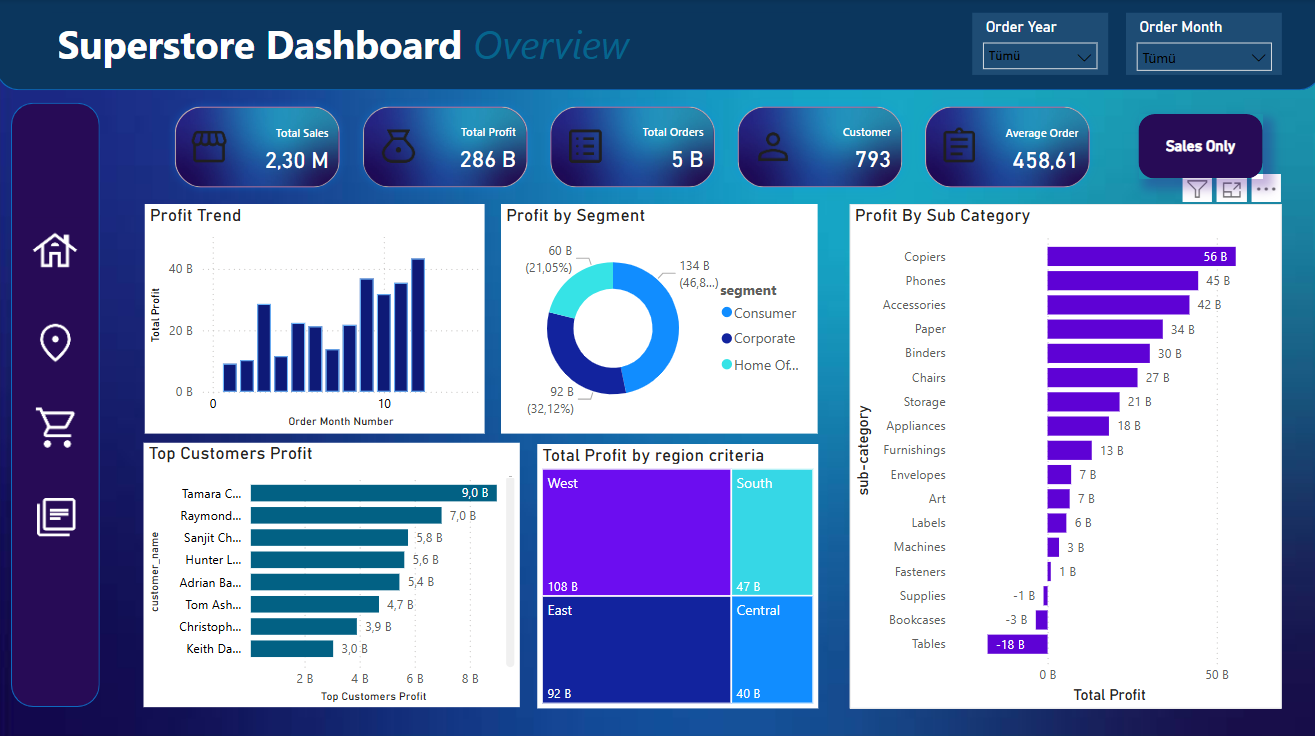 Superstore Dashboard Overview
Order Year
Tümü
Order Month
Tümü
Total Sales
2,30 M
Total Profit
286 B
Total Orders
5 B
Customer
793
Average Order
458,61
Sales Only
Profit Trend
Total Profit
40 B
20 B
0 B
0
10
Order Month Number
Profit by Segment
60 B
(21,05%)
134 B
(46,8...)
92 B
(32,12%)
segment
Consumer
Corporate
Home Of...
Profit By Sub Category
sub-category
Copiers 56 B
Phones 45 B
Accessories 42 B
Paper 34 B
Binders 30 B
Chairs 27 B
Storage 21 B
Appliances 18 B
Furnishings 13 B
Envelopes 7 B
Art 7 B
Labels 6 B
Machines 3 B
Fasteners 1 B
Supplies -1 B
Bookcases -3 B
Tables -18 B
0 B
50 B
Total Profit
Top Customers Profit
customer_name
Tamara C... 9,0 B
Raymond... 7,0 B
Sanjit Ch... 5,8 B
Hunter L... 5,6 B
Adrian Ba... 5,4 B
Tom Ash... 4,7 B
Christoph... 3,9 B
Keith Da... 3,0 B
2 B
4 B
6 B
8 B
Top Customers Profit
Total Profit by region criteria
West
108 B
South
47 B
East
92 B
Central
40 B